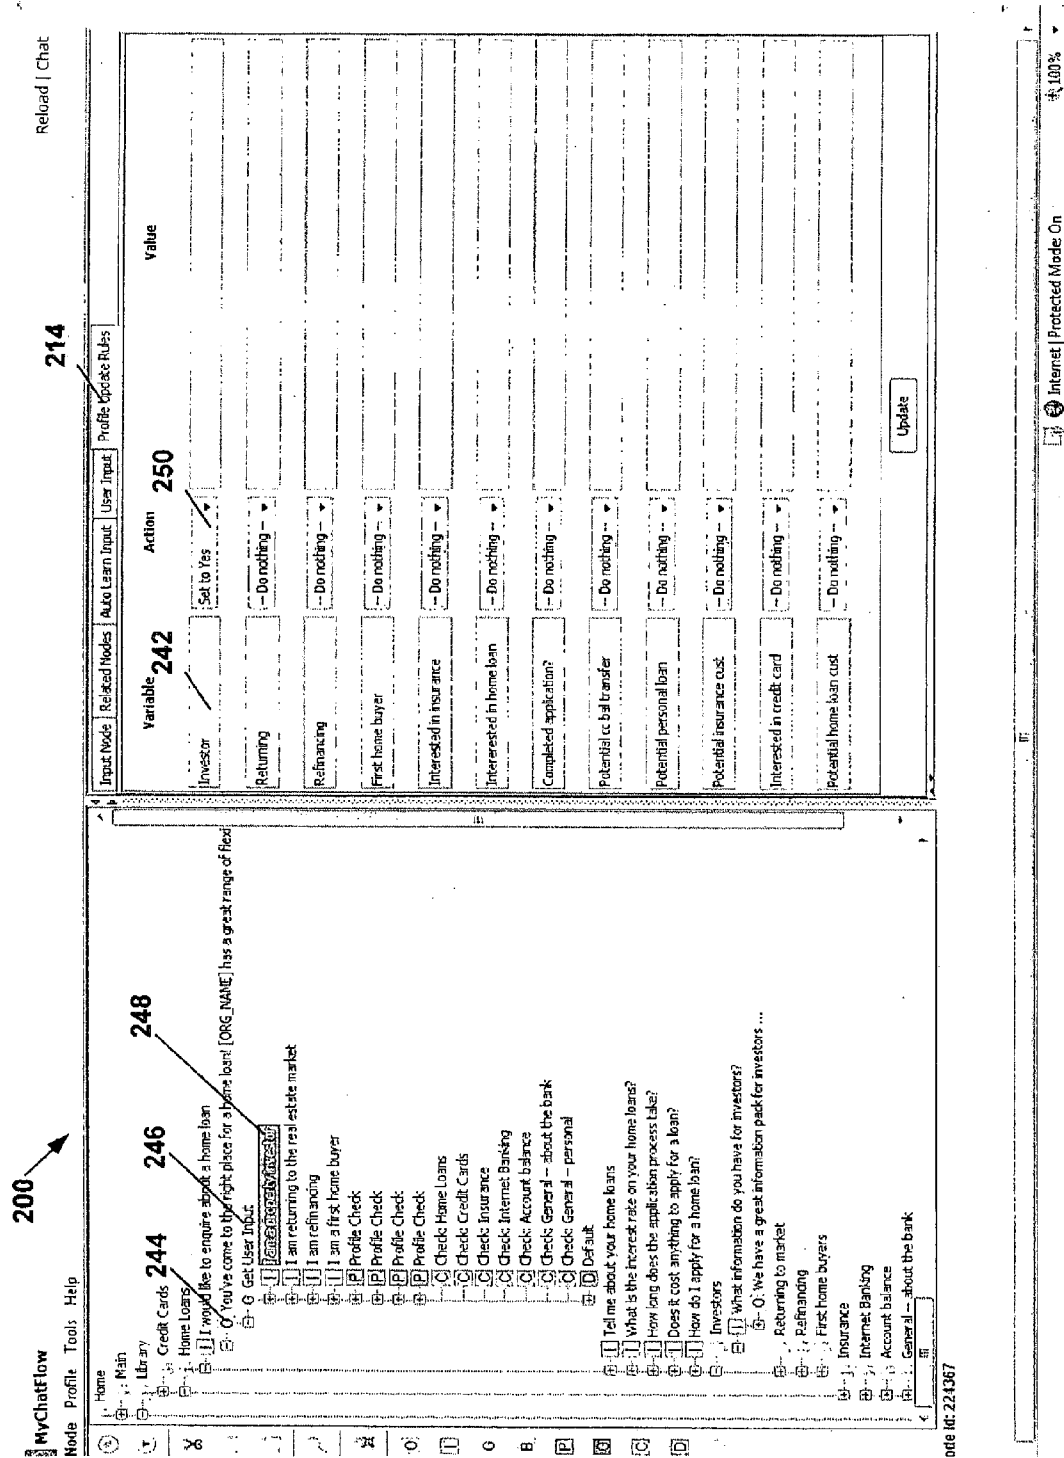 200
MyChatFlow
Reload | Chat
Node Profile Tools Help
Home
Main
Library
Credit Cards
244
Home Loans
[I] I would like to enquire about a home loan
246
O: You've come to the right place for a home loan! [ORG_NAME] has a great range of flexi
G Get User Input
248
[I] I am a property investor
[I] I am returning to the real estate market
[I] I am refinancing
[I] I am a first home buyer
[P] Profile Check
[P] Profile Check
[P] Profile Check
[P] Profile Check
[C] Check: Home Loans
[C] Check: Credit Cards
[C] Check: Insurance
[C] Check: Internet Banking
[C] Check: Account balance
[C] Check: General -- about the bank
[C] Check: General -- personal
[D] Default
[I] Tell me about your home loans
[I] What is the interest rate on your home loans?
[I] How long does the application process take?
[I] Does it cost anything to apply for a loan?
[I] How do I apply for a home loan?
Investors
[I] What information do you have for investors?
O: We have a great information pack for investors ...
Returning to market
Refinancing
First home buyers
Insurance
Internet Banking
Account balance
General -- about the bank
ode Id: 224367
O
I
G
B
P
G
C
D
214
Input Node | Related Nodes | Auto Learn Input | User Input | Profile Update Rules
Variable Action Value
242
250
Investor Set to Yes
Returning -- Do nothing --
Refinancing -- Do nothing --
First home buyer -- Do nothing --
Interested in insurance -- Do nothing --
Intererested in home loan -- Do nothing --
Completed application? -- Do nothing --
Potential cc bal transfer -- Do nothing --
Potential personal loan -- Do nothing --
Potential insurance cust -- Do nothing --
Interested in credit card -- Do nothing --
Potential home loan cust -- Do nothing --
Update
Internet | Protected Mode: On
100%